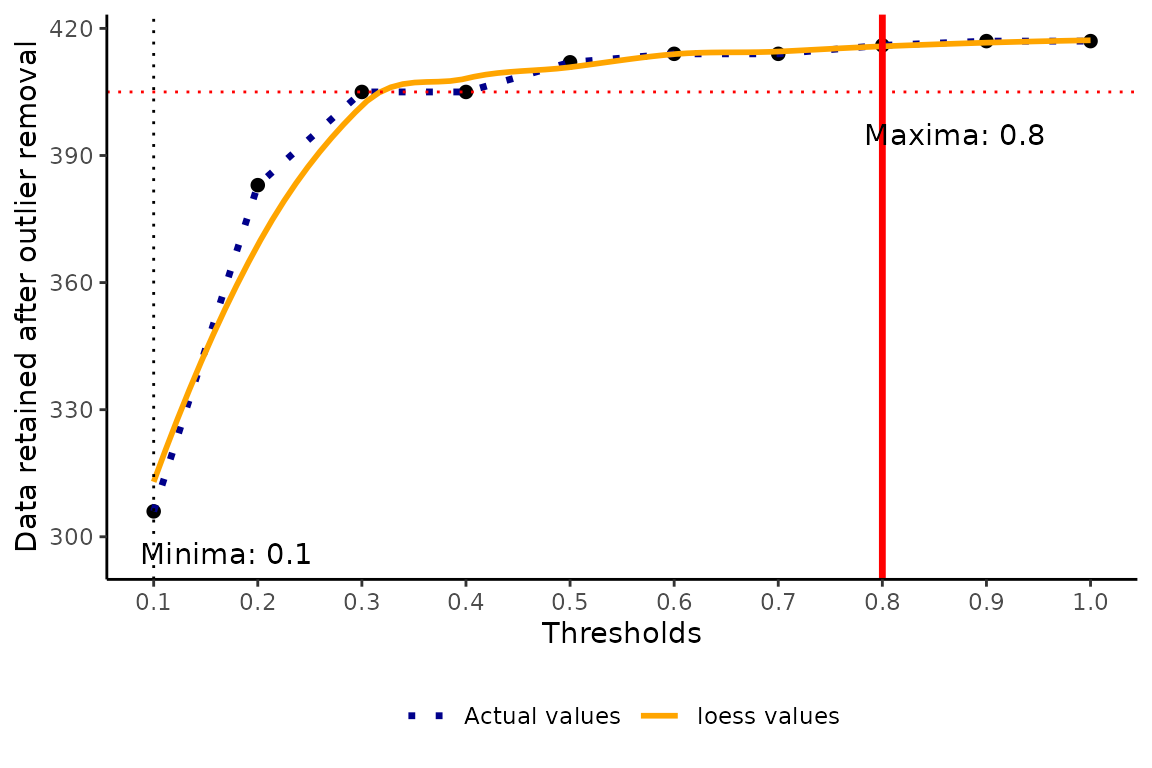 Data retained after outlier removal
420
390
360
330
300
Maxima: 0.8
Minima: 0.1
0.1 0.2 0.3 0.4 0.5 0.6 0.7 0.8 0.9 1.0
Thresholds
Actual values loess values